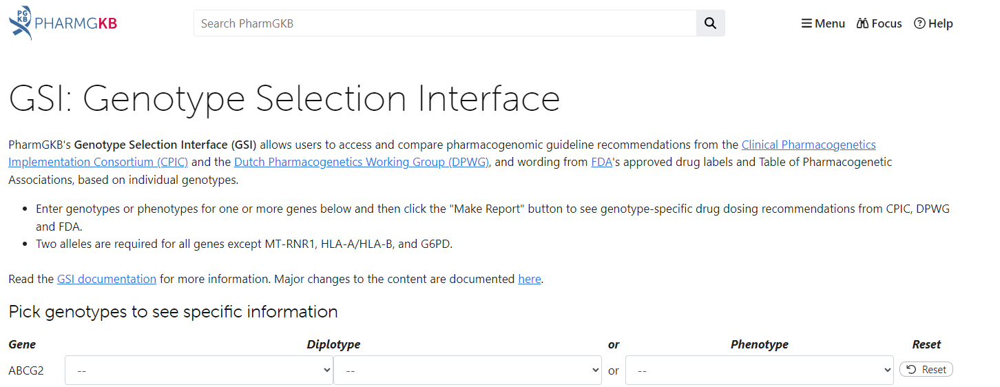 PG
KB
PHARMGKB
Search PharmGKB
Menu
Focus
Help
GSI: Genotype Selection Interface
PharmGKB's Genotype Selection Interface (GSI) allows users to access and compare pharmacogenomic guideline recommendations from the Clinical Pharmacogenetics
Implementation Consortium (CPIC) and the Dutch Pharmacogenetics Working Group (DPWG), and wording from FDA's approved drug labels and Table of Pharmacogenetic
Associations, based on individual genotypes.
• Enter genotypes or phenotypes for one or more genes below and then click the "Make Report" button to see genotype-specific drug dosing recommendations from CPIC, DPWG
and FDA.
• Two alleles are required for all genes except MT-RNR1, HLA-A/HLA-B, and G6PD.
Read the GSI documentation for more information. Major changes to the content are documented here.
Pick genotypes to see specific information
Gene Diplotype or Phenotype Reset
ABCG2 -- -- or -- Reset